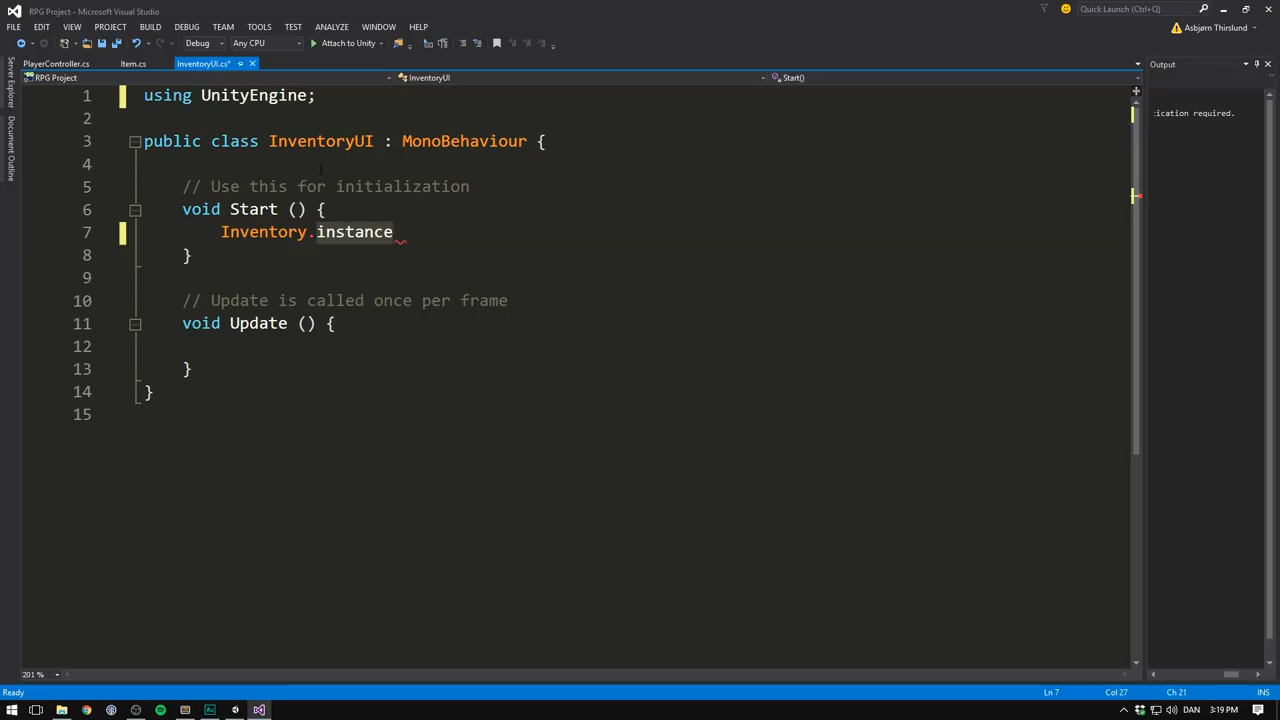 RPG Project - Microsoft Visual Studio
Quick Launch (Ctrl+Q)
FILE EDIT VIEW PROJECT BUILD DEBUG TEAM TOOLS TEST ANALYZE WINDOW HELP
Asbjørn Thirslund
Debug Any CPU Attach to Unity
PlayerController.cs Item.cs InventoryUI.cs*
Output
RPG Project InventoryUI Start()
Server Explorer
Document Outline
1 using UnityEngine;
2
3 public class InventoryUI : MonoBehaviour {
4
5 // Use this for initialization
6 void Start () {
7 Inventory.instance
8 }
9
10 // Update is called once per frame
11 void Update () {
12
13 }
14 }
15
:ication required.
201 %
Ready Ln 7 Col 27 Ch 21 INS
DAN 3:19 PM